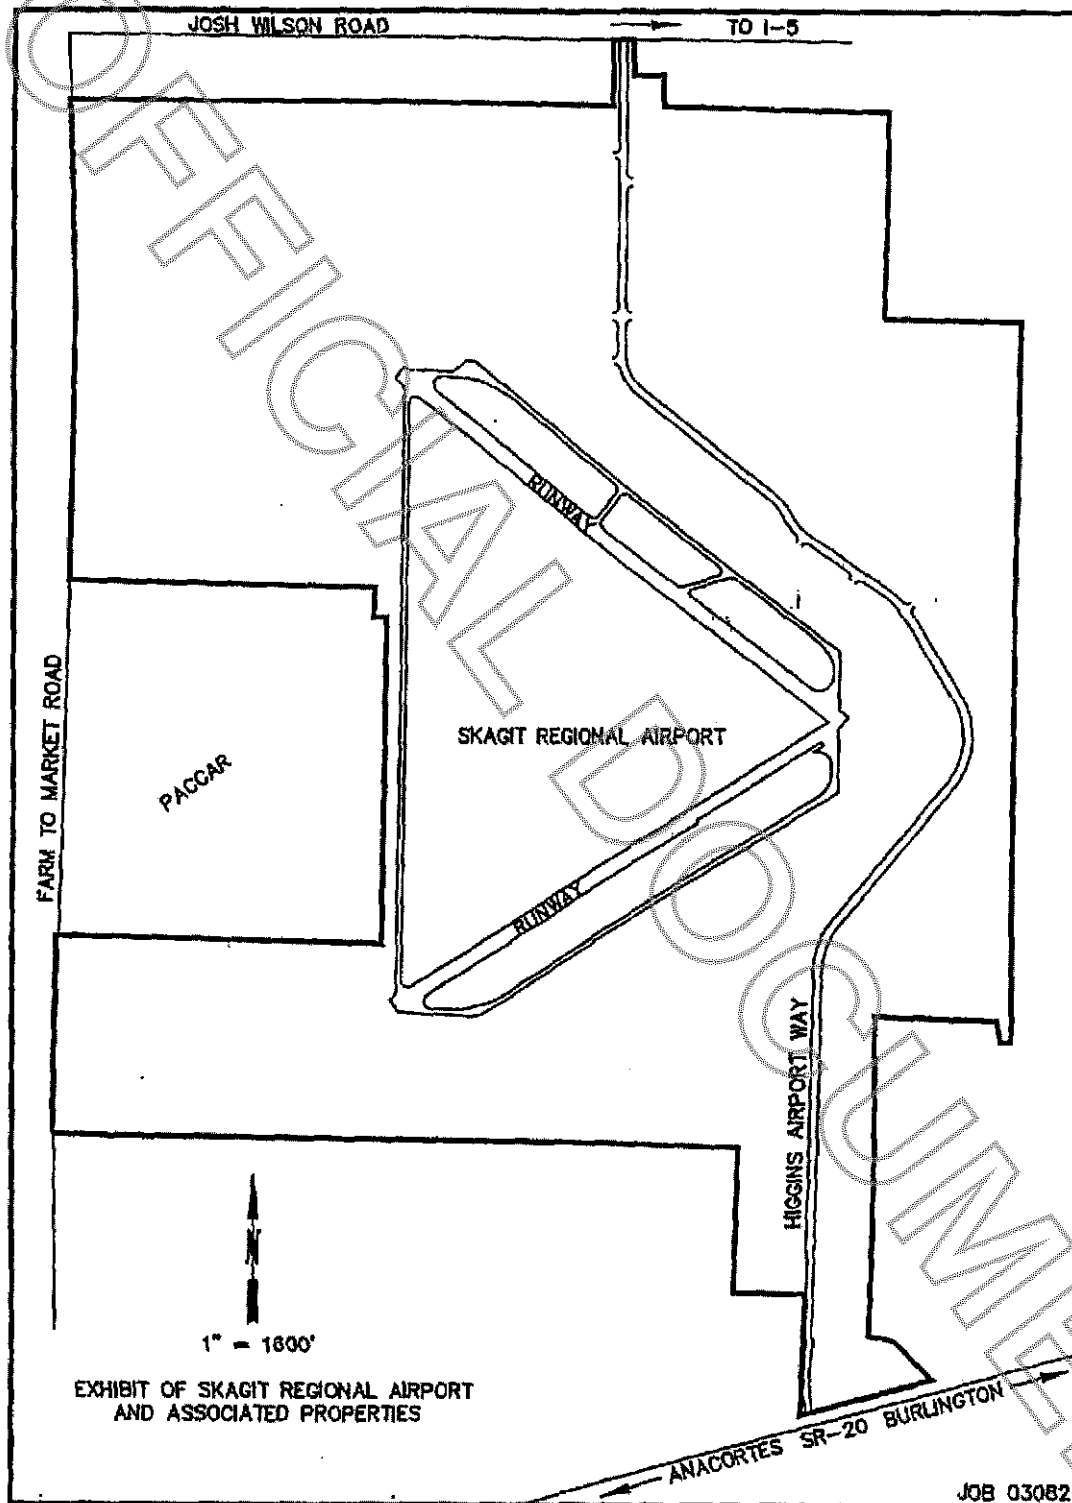 JOSH WILSON ROAD
TO I-5
RUNWAY
SKAGIT REGIONAL AIRPORT
FARM TO MARKET ROAD
PACCAR
RUNWAY
HIGGINS AIRPORT WAY
N
1" = 1600'
EXHIBIT OF SKAGIT REGIONAL AIRPORT
AND ASSOCIATED PROPERTIES
ANACORTES SR-20 BURLINGTON
JOB 03082
OFFICIAL DOCUME